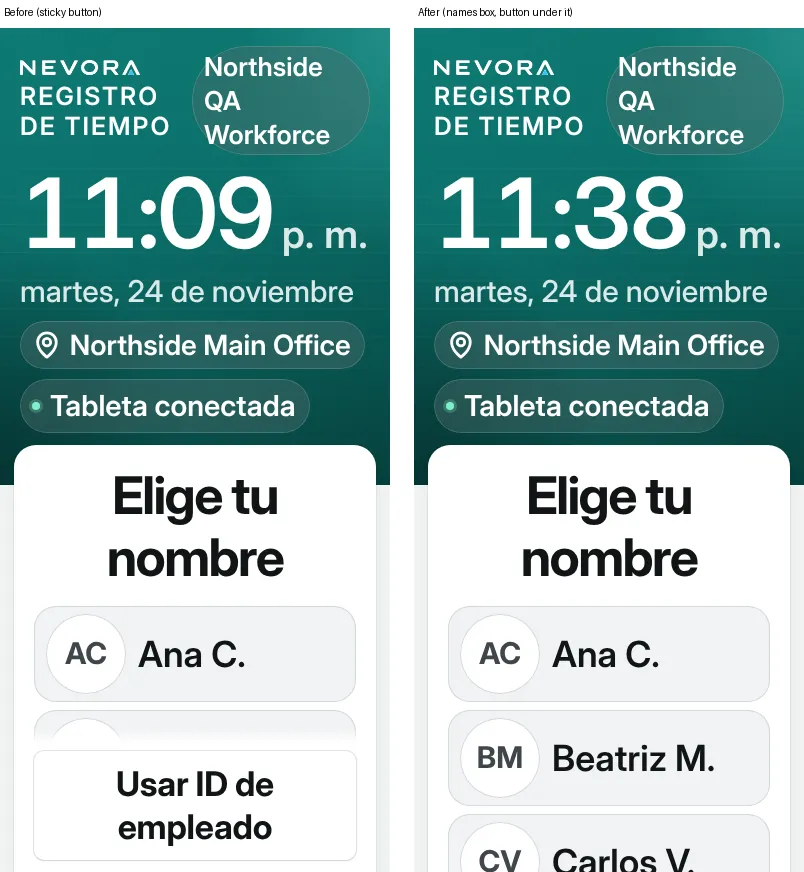 Before (sticky button)
NEVORA
REGISTRO
DE TIEMPO
Northside
QA
Workforce
11:09 p. m.
martes, 24 de noviembre
Northside Main Office
Tableta conectada
Elige tu
nombre
AC Ana C.
Usar ID de
empleado
After (names box, button under it)
NEVORA
REGISTRO
DE TIEMPO
Northside
QA
Workforce
11:38 p. m.
martes, 24 de noviembre
Northside Main Office
Tableta conectada
Elige tu
nombre
AC Ana C.
BM Beatriz M.
CV Carlos V.